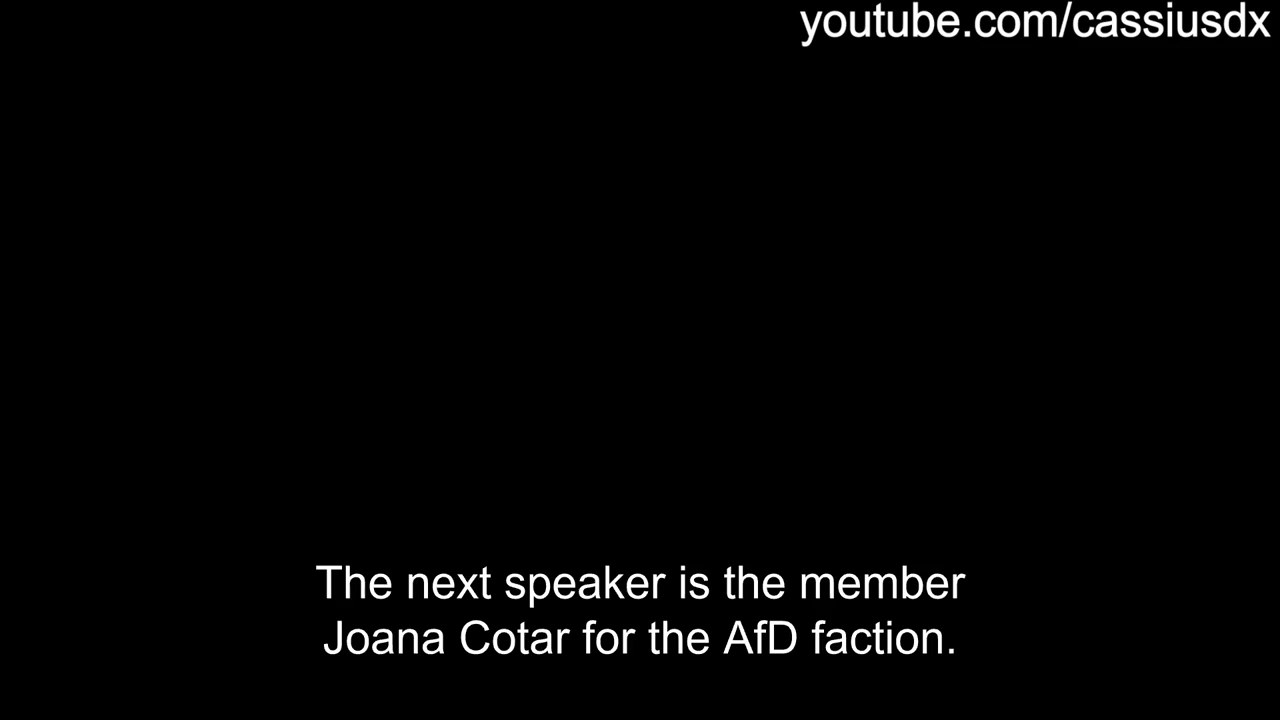 youtube.com/cassiusdx
The next speaker is the member
Joana Cotar for the AfD faction.